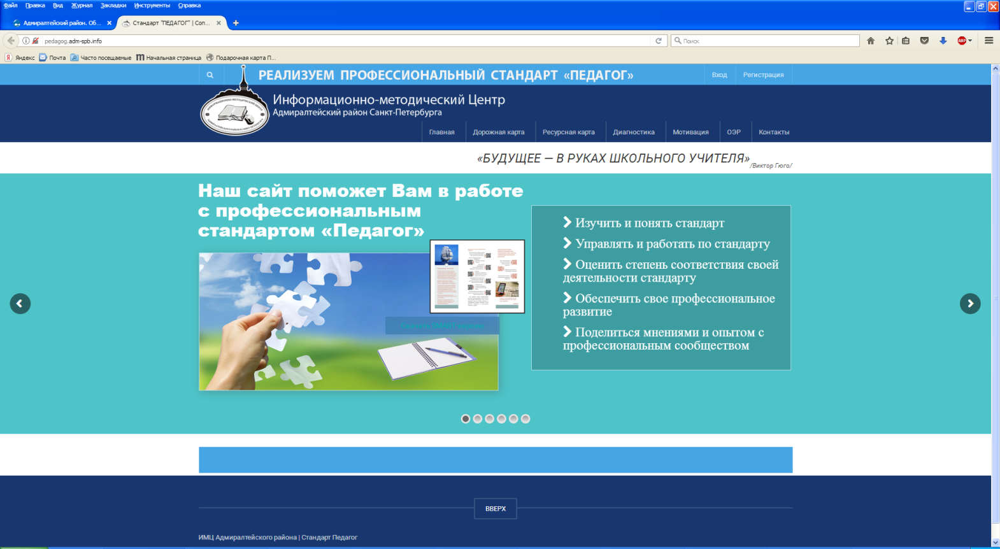 Файл Правка Вид Журнал Закладки Инструменты Справка
Адмиралтейский район. Об...
Стандарт "ПЕДАГОГ" | Соп...
pedagog.adm-spb.info
Поиск
ABP
Яндекс Почта Часто посещаемые Начальная страница Подарочная карта П...
РЕАЛИЗУЕМ ПРОФЕССИОНАЛЬНЫЙ СТАНДАРТ «ПЕДАГОГ»
Вход Регистрация
Информационно-методический Центр
Адмиралтейский район Санкт-Петербурга
Главная Дорожная карта Ресурсная карта Диагностика Мотивация ОЭР Контакты
«БУДУЩЕЕ — В РУКАХ ШКОЛЬНОГО УЧИТЕЛЯ»
/Виктор Гюго/
Наш сайт поможет Вам в работе
с профессиональным
стандартом «Педагог»
Изучить и понять стандарт
Управлять и работать по стандарту
Оценить степень соответствия своей
деятельности стандарту
Обеспечить свое профессиональное
развитие
Поделиться мнениями и опытом с
профессиональным сообществом
ВВЕРХ
ИМЦ Адмиралтейского района | Стандарт Педагог